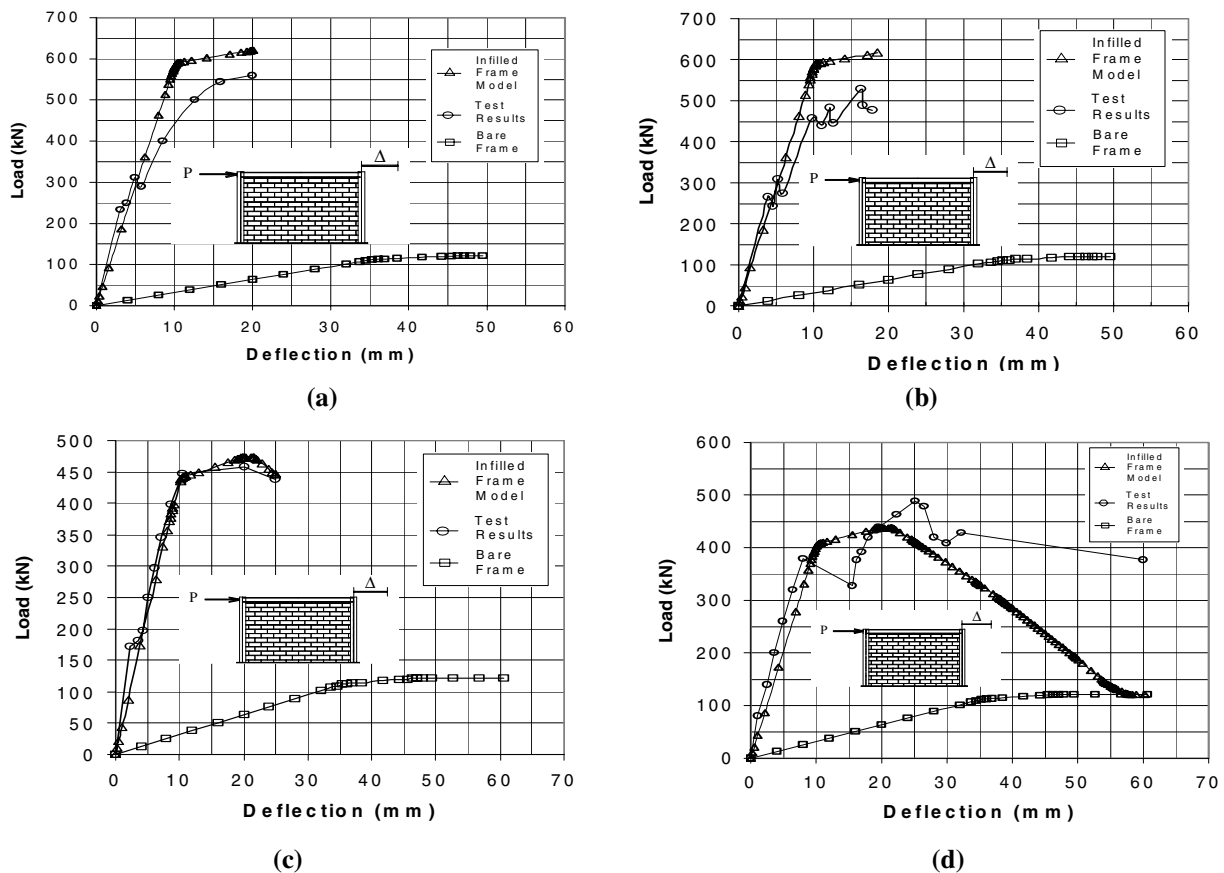 700
600
500
400
300
200
100
0
Load (kN)
Infilled
Frame
Model
Test
Results
Bare
Frame
P
Δ
0 10 20 30 40 50 60
Deflection (mm)
(a)
700
600
500
400
300
200
100
0
Load (kN)
Infilled
Frame
Model
Test
Results
Bare
Frame
P
Δ
0 10 20 30 40 50 60
Deflection (mm)
(b)
500
450
400
350
300
250
200
150
100
50
0
Load (kN)
Infilled
Frame
Model
Test
Results
Bare
Frame
P
Δ
0 10 20 30 40 50 60 70
Deflection (mm)
(c)
600
500
400
300
200
100
0
Load (kN)
Infilled
Frame
Model
Test
Results
Bare
Frame
P
Δ
0 10 20 30 40 50 60 70
Deflection (mm)
(d)